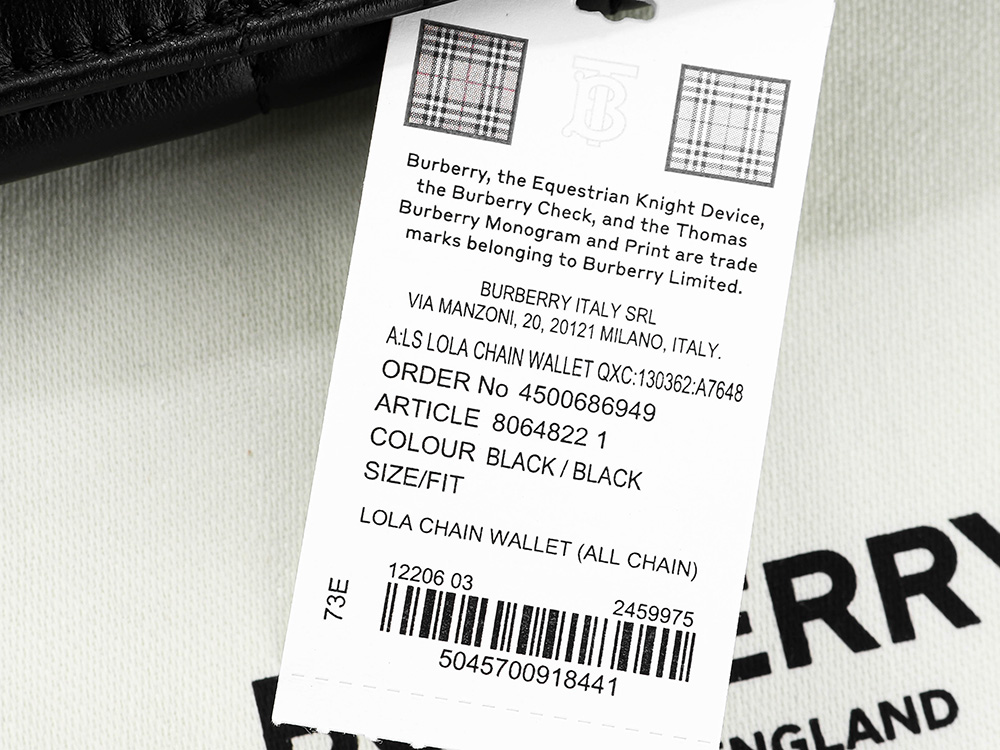 Burberry, the Equestrian Knight Device,
the Burberry Check, and the Thomas
Burberry Monogram and Print are trade
marks belonging to Burberry Limited.
BURBERRY ITALY SRL
VIA MANZONI, 20, 20121 MILANO, ITALY.
A:LS LOLA CHAIN WALLET QXC:130362:A7648
ORDER No 4500686949
ARTICLE 8064822 1
COLOUR BLACK / BLACK
SIZE/FIT
LOLA CHAIN WALLET (ALL CHAIN)
73E
12206 03
2459975
5045700918441
ERRY
NGLAND